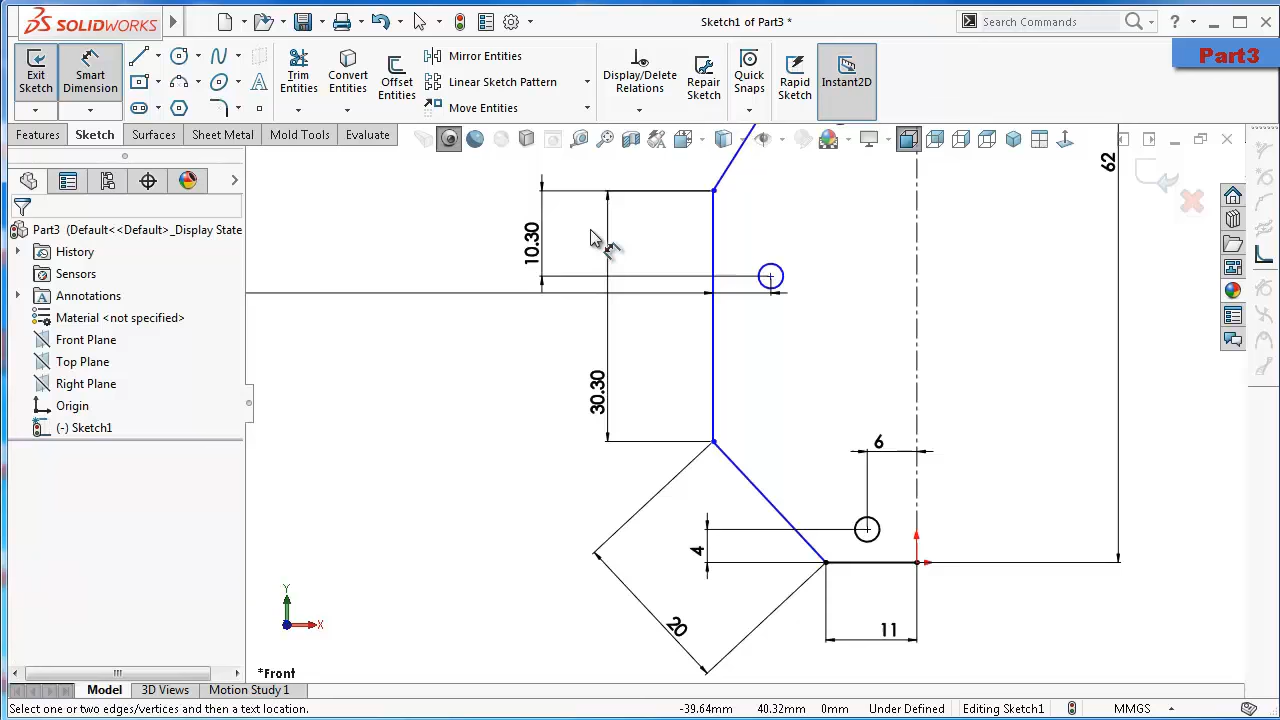 SOLIDWORKS
Sketch1 of Part3 *
Search Commands
?
Part3
Exit
Sketch
Smart
Dimension
Trim
Entities
Convert
Entities
Offset
Entities
Mirror Entities
Linear Sketch Pattern
Move Entities
Display/Delete
Relations
Repair
Sketch
Quick
Snaps
Rapid
Sketch
Instant2D
Features
Sketch
Surfaces
Sheet Metal
Mold Tools
Evaluate
Part3 (Default<<Default>_Display State
History
Sensors
Annotations
Material <not specified>
Front Plane
Top Plane
Right Plane
Origin
(-) Sketch1
62
10.30
30.30
6
4
20
11
Y
X
*Front
Model
3D Views
Motion Study 1
Select one or two edges/vertices and then a text location.
-39.64mm
40.32mm
0mm
Under Defined
Editing Sketch1
MMGS